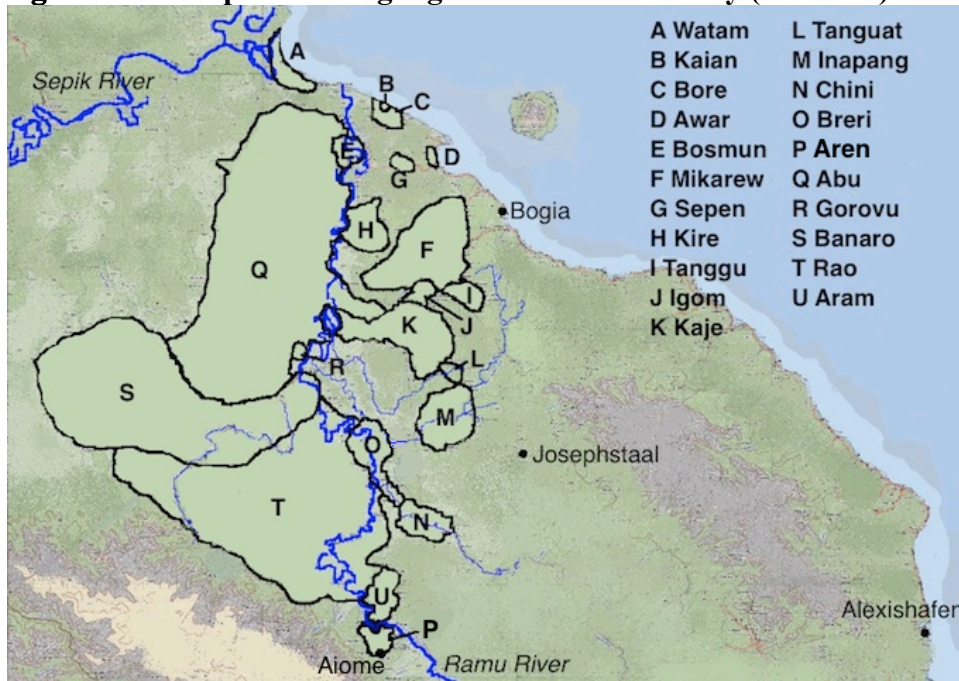 A Watam
B Kaian
C Bore
D Awar
E Bosmun
F Mikarew
G Sepen
H Kire
I Tanggu
J Igom
K Kaje
L Tanguat
M Inapang
N Chini
O Breri
P Aren
Q Abu
R Gorovu
S Banaro
T Rao
U Aram
Sepik River
A
B
C
E
D
G
Bogia
H
F
Q
I
J
K
R
L
S
M
O
Josephstaal
T
N
U
P
Alexishafen
Aiome
Ramu River